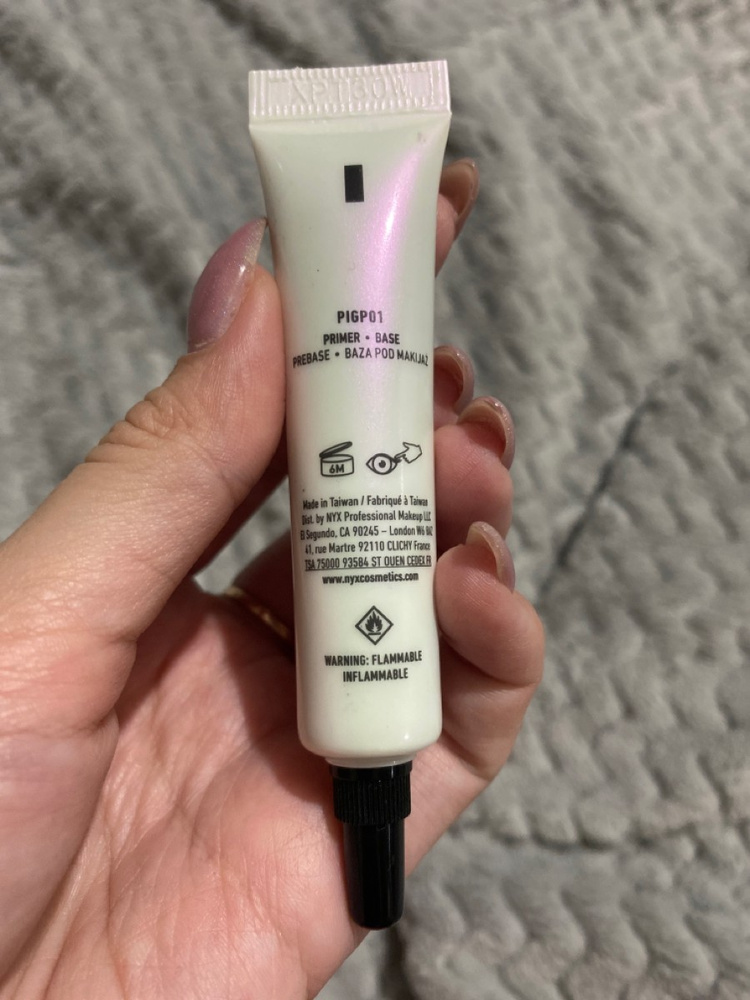 PIGP01
PRIMER • BASE
PREBASE • BAZA POD MAKIJAŻ
6M
Made in Taiwan / Fabriqué à Taiwan
Dist. by NYX Professional Makeup LLC
El Segundo, CA 90245 – London W6
41, rue Martre 92110 CLICHY France
TSA 75000 93584 ST OUEN CEDEX FR
www.nyxcosmetics.com
WARNING: FLAMMABLE
INFLAMMABLE